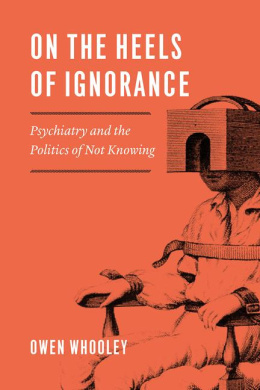 ON THE HEELS
OF IGNORANCE
Psychiatry and the
Politics of Not Knowing
OWEN WHOOLEY